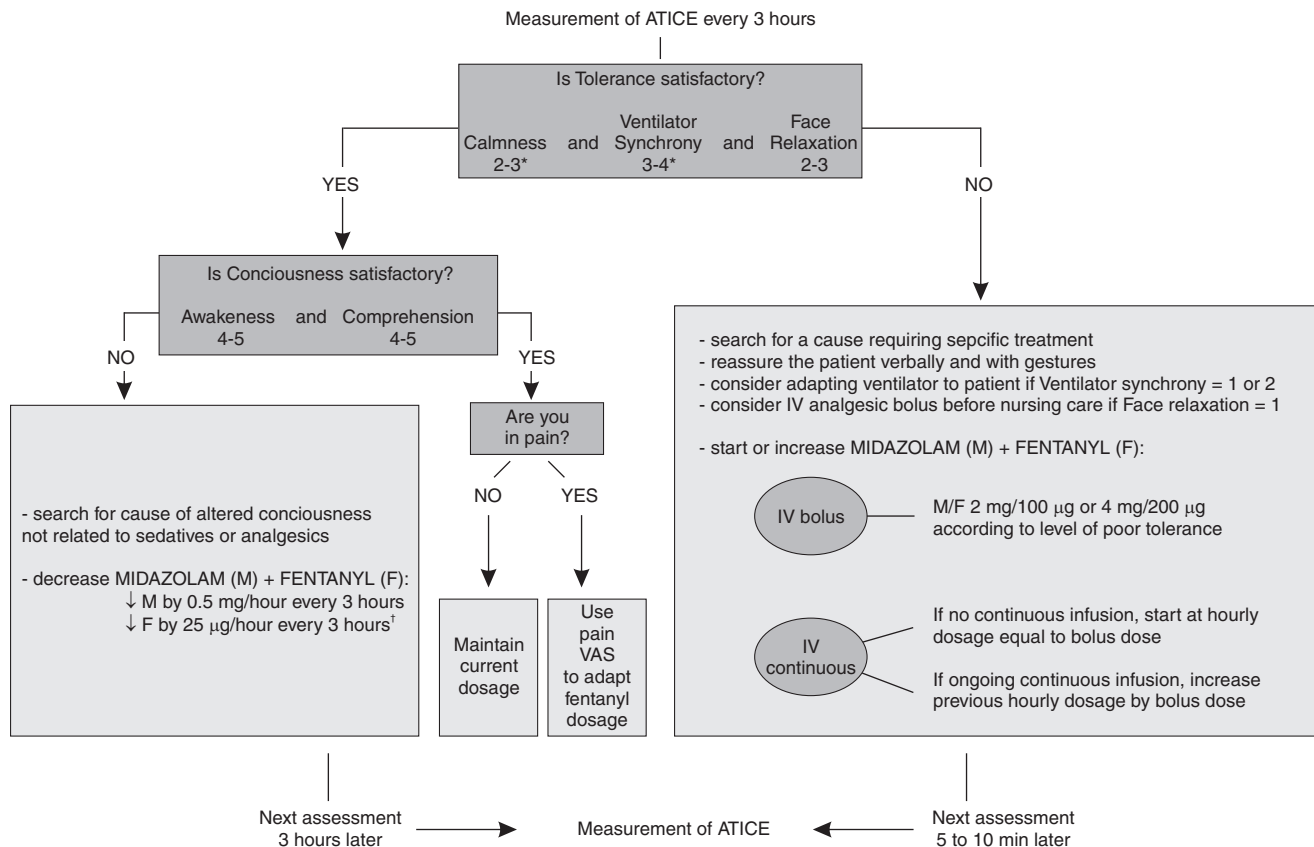 Measurement of ATICE every 3 hours
Is Tolerance satisfactory?
Calmness and Ventilator Synchrony and Face Relaxation
2-3* 3-4* 2-3
YES
NO
Is Conciousness satisfactory?
Awakeness and Comprehension
4-5 4-5
NO
YES
- search for cause of altered conciousness
not related to sedatives or analgesics
- decrease MIDAZOLAM (M) + FENTANYL (F):
↓ M by 0.5 mg/hour every 3 hours
↓ F by 25 μg/hour every 3 hours†
Are you
in pain?
NO
YES
Maintain
current
dosage
Use
pain
VAS
to adapt
fentanyl
dosage
- search for a cause requiring sepcific treatment
- reassure the patient verbally and with gestures
- consider adapting ventilator to patient if Ventilator synchrony = 1 or 2
- consider IV analgesic bolus before nursing care if Face relaxation = 1
- start or increase MIDAZOLAM (M) + FENTANYL (F):
IV bolus
M/F 2 mg/100 μg or 4 mg/200 μg
according to level of poor tolerance
IV
continuous
If no continuous infusion, start at hourly
dosage equal to bolus dose
If ongoing continuous infusion, increase
previous hourly dosage by bolus dose
Next assessment
3 hours later
Measurement of ATICE
Next assessment
5 to 10 min later